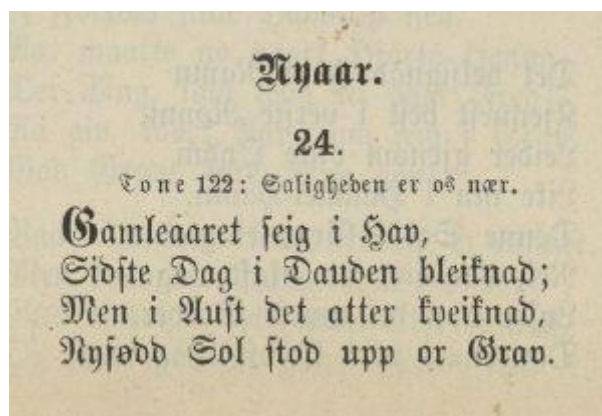 Nyaar.
24.
Tone 122: Saligheden er os nær.
Gamleaaret seig i Hav,
Sidste Dag i Dauden bleiknad;
Men i Aust det atter kveiknad,
Nyfødd Sol stod upp or Grav.